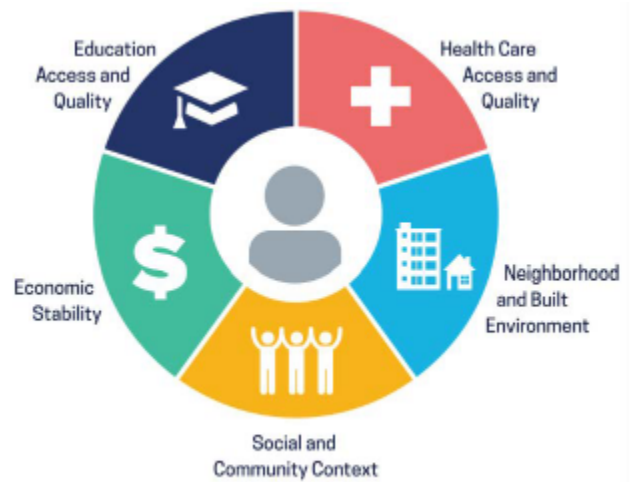 Education
Access and
Quality
Health Care
Access and
Quality
Economic
Stability
$
Neighborhood
and Built
Environment
Social and
Community Context